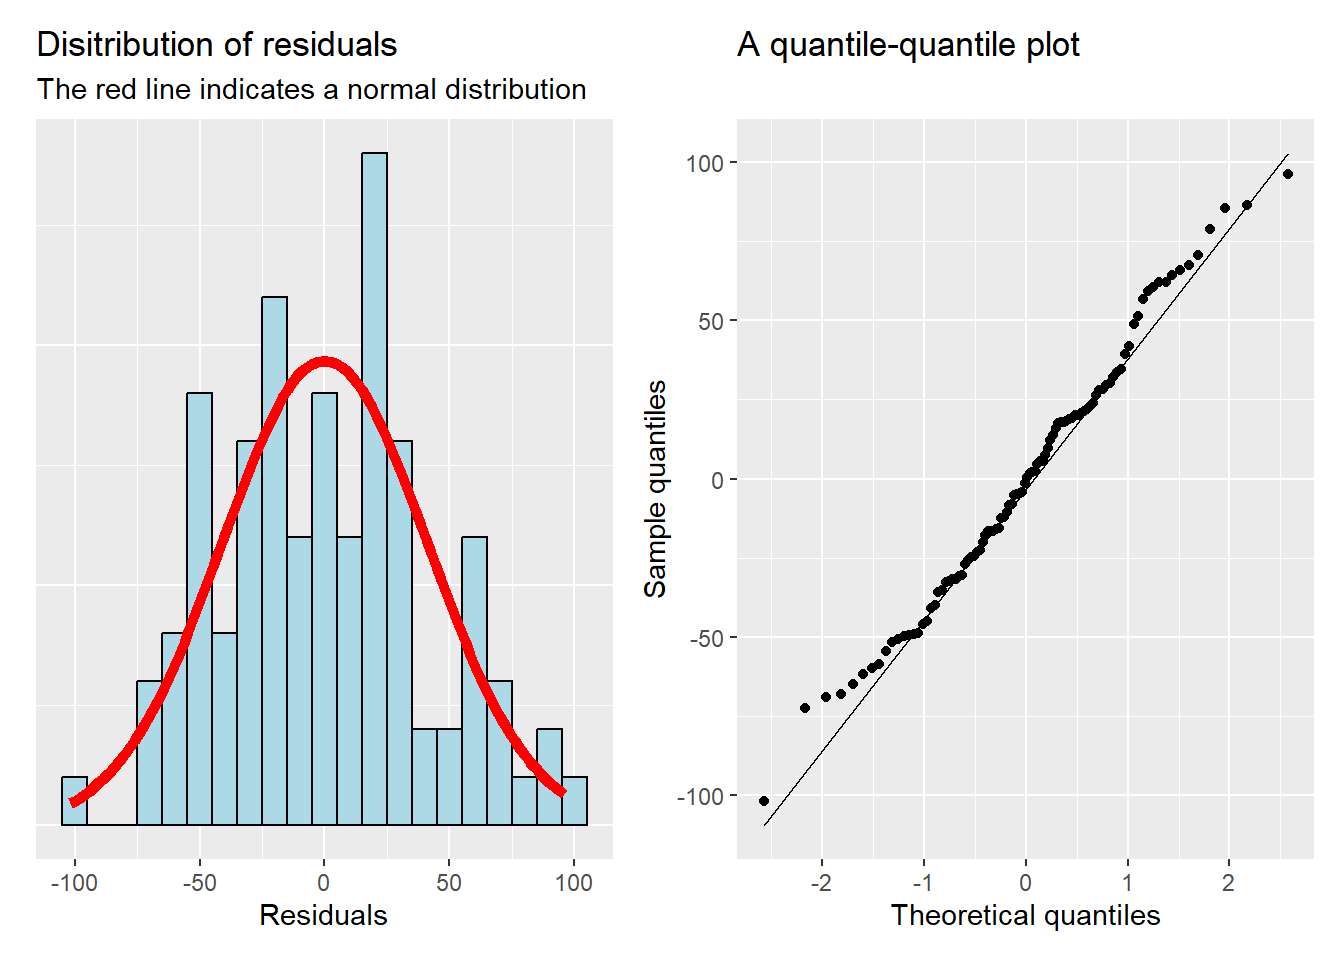 Disitribution of residuals
The red line indicates a normal distribution
-100 -50 0 50 100
Residuals
A quantile-quantile plot
Sample quantiles
100
50
0
-50
-100
-2 -1 0 1 2
Theoretical quantiles